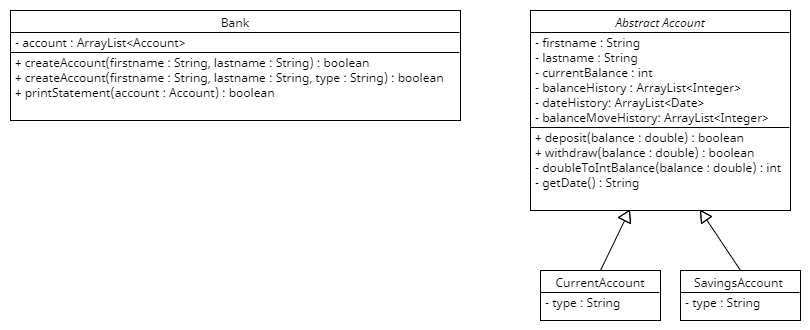 Bank
- account : ArrayList<Account>
+ createAccount(firstname : String, lastname : String) : boolean
+ createAccount(firstname : String, lastname : String, type : String) : boolean
+ printStatement(account : Account) : boolean
Abstract Account
- firstname : String
- lastname : String
- currentBalance : int
- balanceHistory : ArrayList<Integer>
- dateHistory: ArrayList<Date>
- balanceMoveHistory: ArrayList<Integer>
+ deposit(balance : double) : boolean
+ withdraw(balance : double) : boolean
- doubleToIntBalance(balance : double) : int
- getDate() : String
CurrentAccount
- type : String
SavingsAccount
- type : String